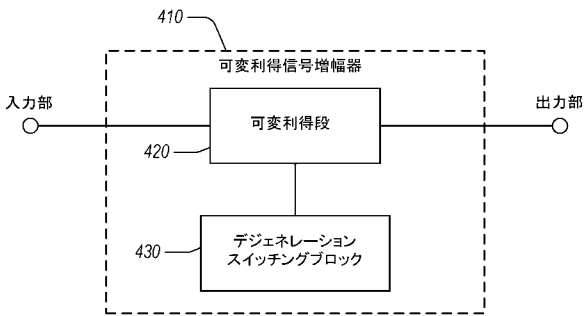 410
可変利得信号増幅器
入力部
出力部
可変利得段
420
430
デジェネレーション
スイッチングブロック